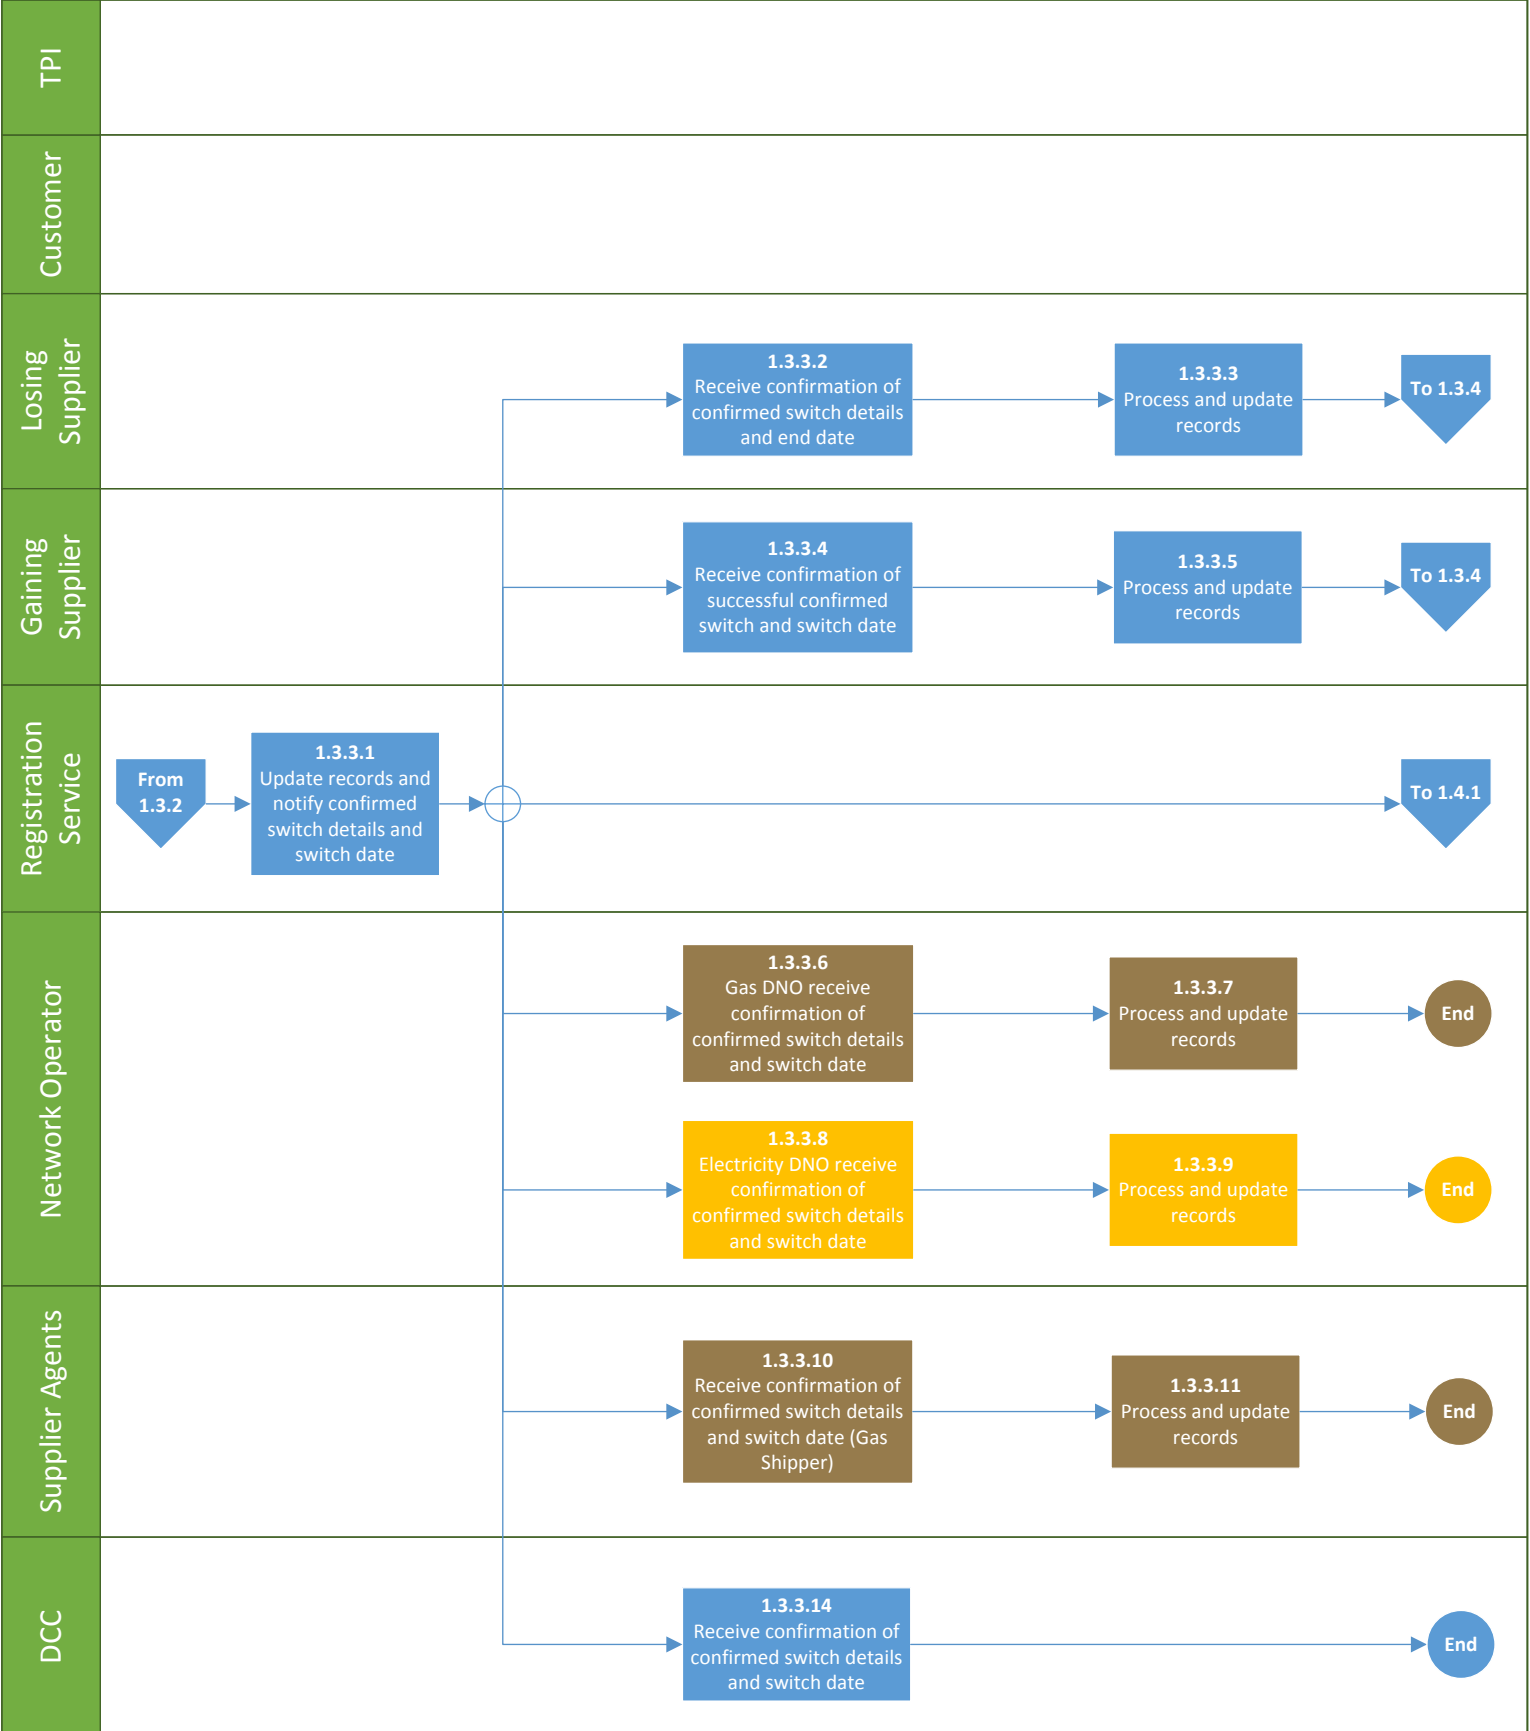 TPI
Customer
Losing
Supplier
1.3.3.2
Receive confirmation of
confirmed switch details
and end date
1.3.3.3
Process and update
records
To 1.3.4
Gaining
Supplier
1.3.3.4
Receive confirmation of
successful confirmed
switch and switch date
1.3.3.5
Process and update
records
To 1.3.4
Registration
Service
From
1.3.2
1.3.3.1
Update records and
notify confirmed
switch details and
switch date
To 1.4.1
Network Operator
1.3.3.6
Gas DNO receive
confirmation of
confirmed switch details
and switch date
1.3.3.7
Process and update
records
End
1.3.3.8
Electricity DNO receive
confirmation of
confirmed switch details
and switch date
1.3.3.9
Process and update
records
End
Supplier Agents
1.3.3.10
Receive confirmation of
confirmed switch details
and switch date (Gas
Shipper)
1.3.3.11
Process and update
records
End
DCC
1.3.3.14
Receive confirmation of
confirmed switch details
and switch date
End